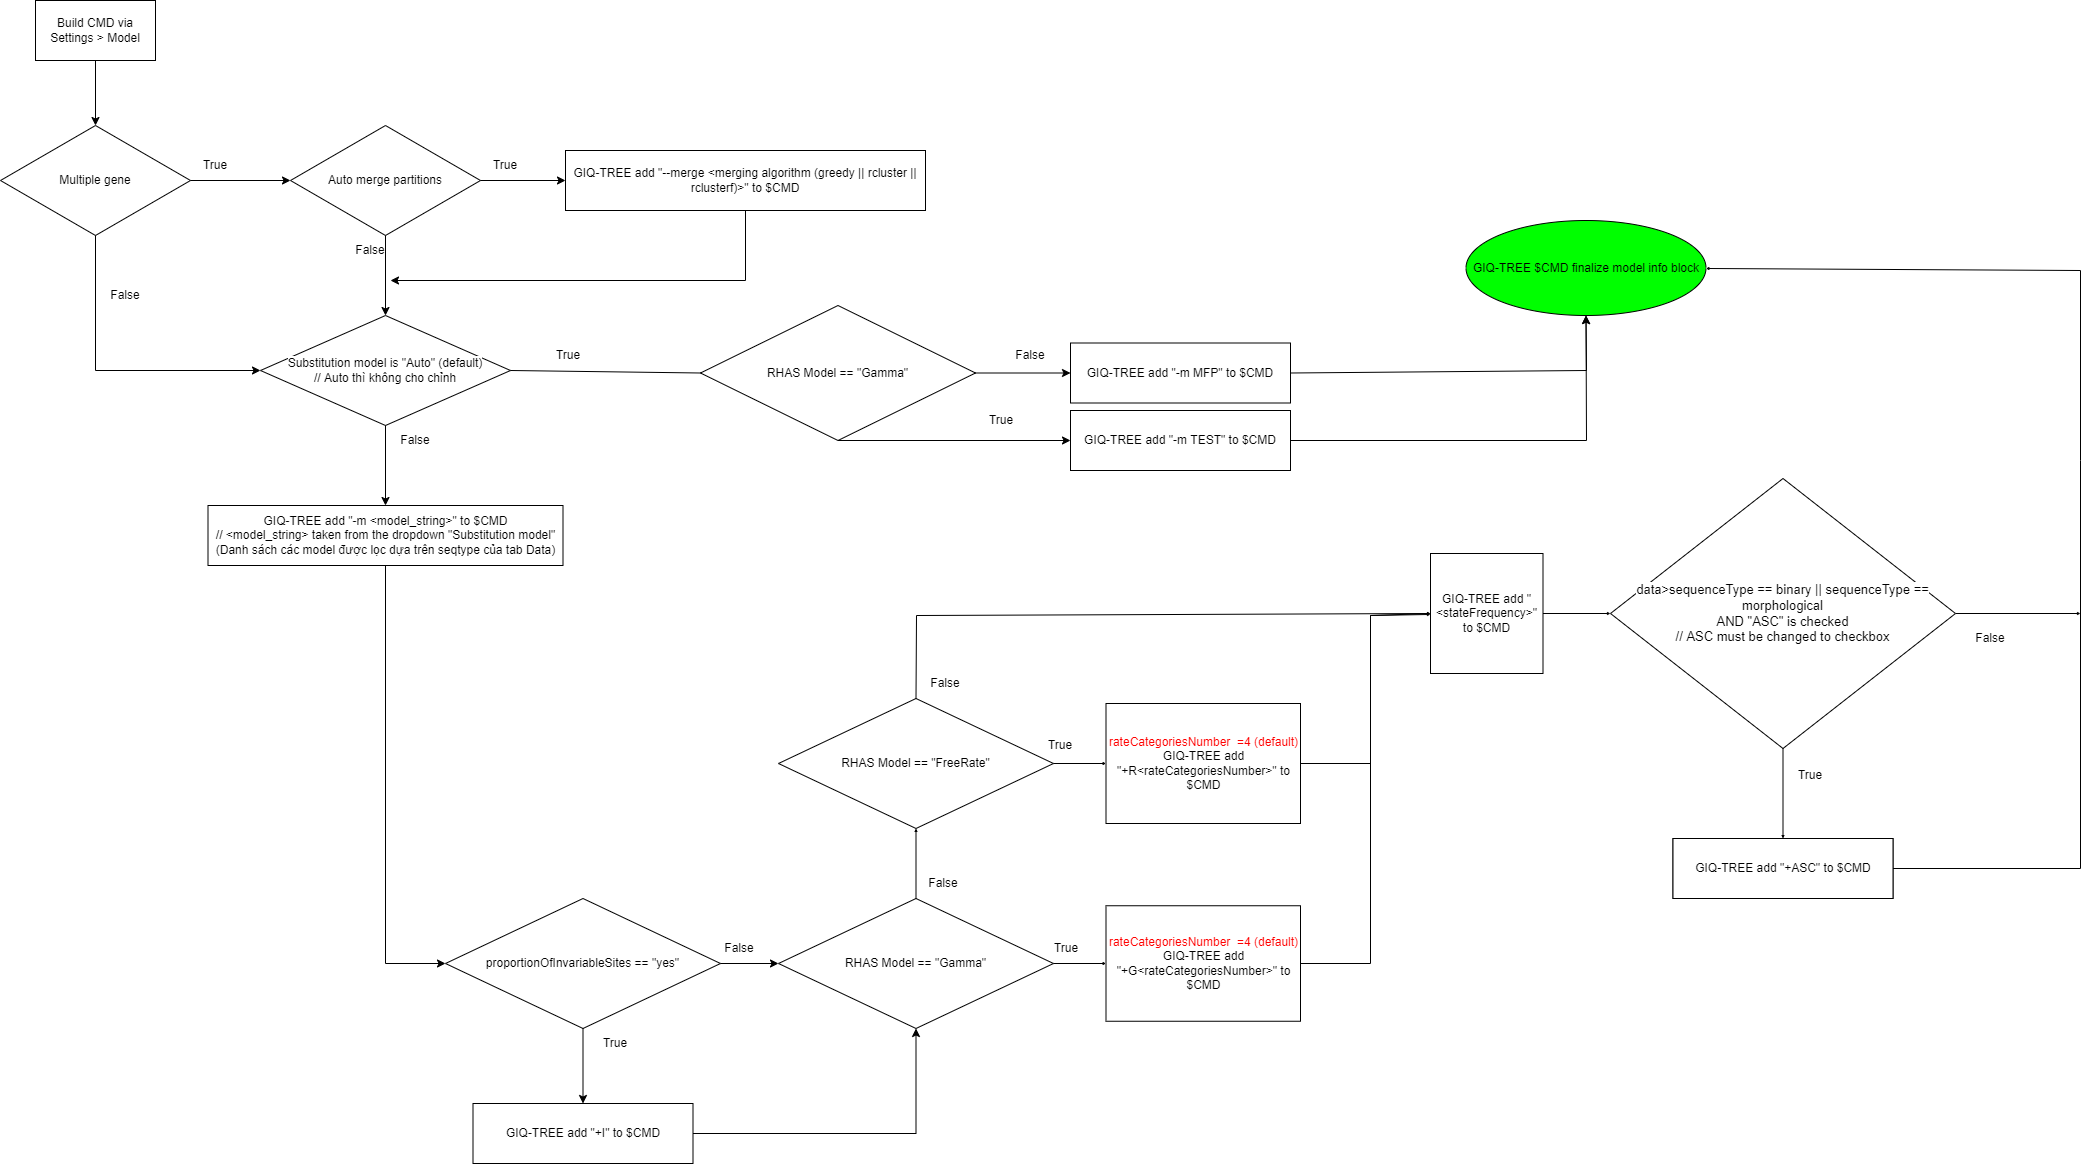 Build CMD via
Settings > Model
Multiple gene
True
Auto merge partitions
True
GIQ-TREE add "--merge <merging algorithm (greedy || rcluster ||
rclusterf)>" to $CMD
False
False
Substitution model is "Auto" (default)
// Auto thì không cho chỉnh
True
RHAS Model == "Gamma"
False
GIQ-TREE add "-m MFP" to $CMD
True
GIQ-TREE add "-m TEST" to $CMD
GIQ-TREE $CMD finalize model info block
False
GIQ-TREE add "-m <model_string>" to $CMD
// <model_string> taken from the dropdown "Substitution model"
(Danh sách các model được lọc dựa trên seqtype của tab Data)
proportionOfInvariableSites == "yes"
False
True
GIQ-TREE add "+I" to $CMD
RHAS Model == "Gamma"
True
rateCategoriesNumber  =4 (default)
GIQ-TREE add
"+G<rateCategoriesNumber>" to
$CMD
False
RHAS Model == "FreeRate"
True
rateCategoriesNumber  =4 (default)
GIQ-TREE add
"+R<rateCategoriesNumber>" to
$CMD
False
GIQ-TREE add "
<stateFrequency>"
to $CMD
data>sequenceType == binary || sequenceType ==
morphological
AND "ASC" is checked
// ASC must be changed to checkbox
False
True
GIQ-TREE add "+ASC" to $CMD